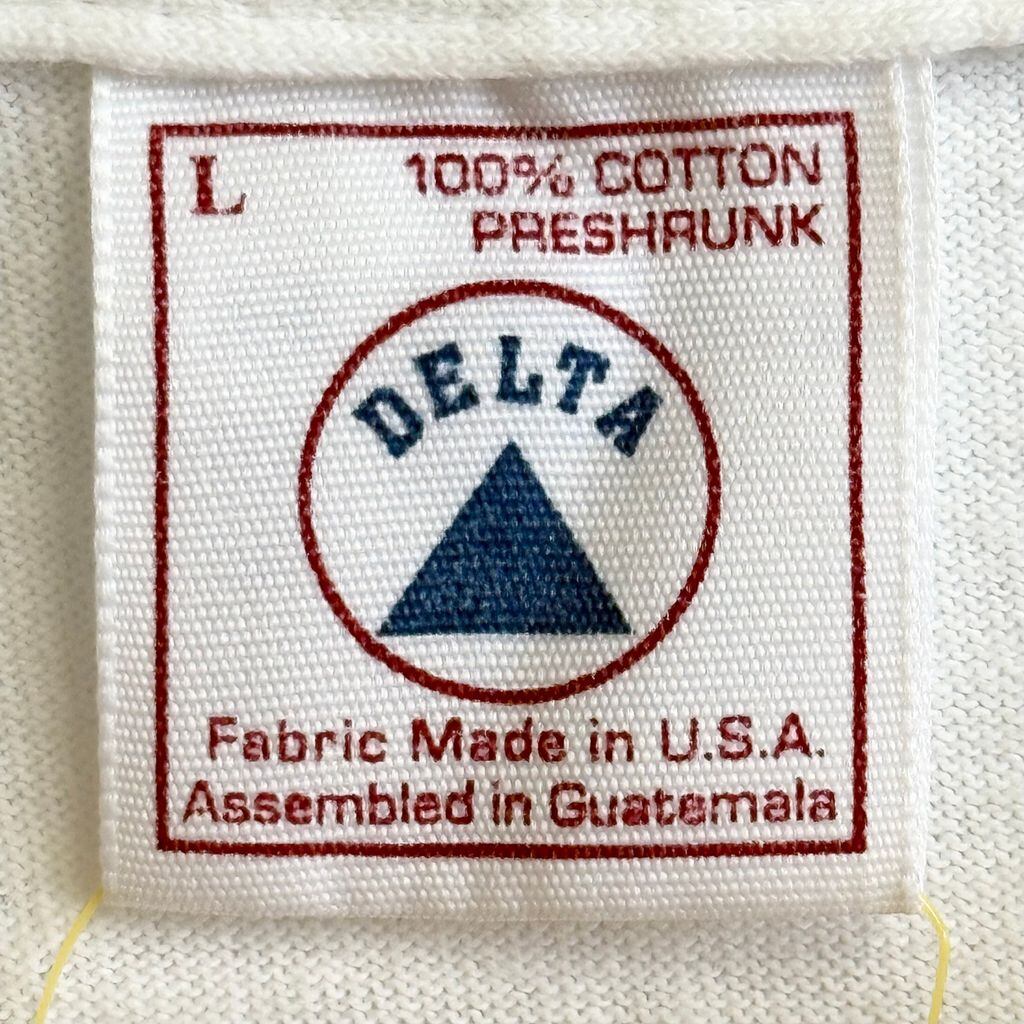 L
100% COTTON
PRESHRUNK
DELTA
Fabric Made in U.S.A.
Assembled in Guatemala